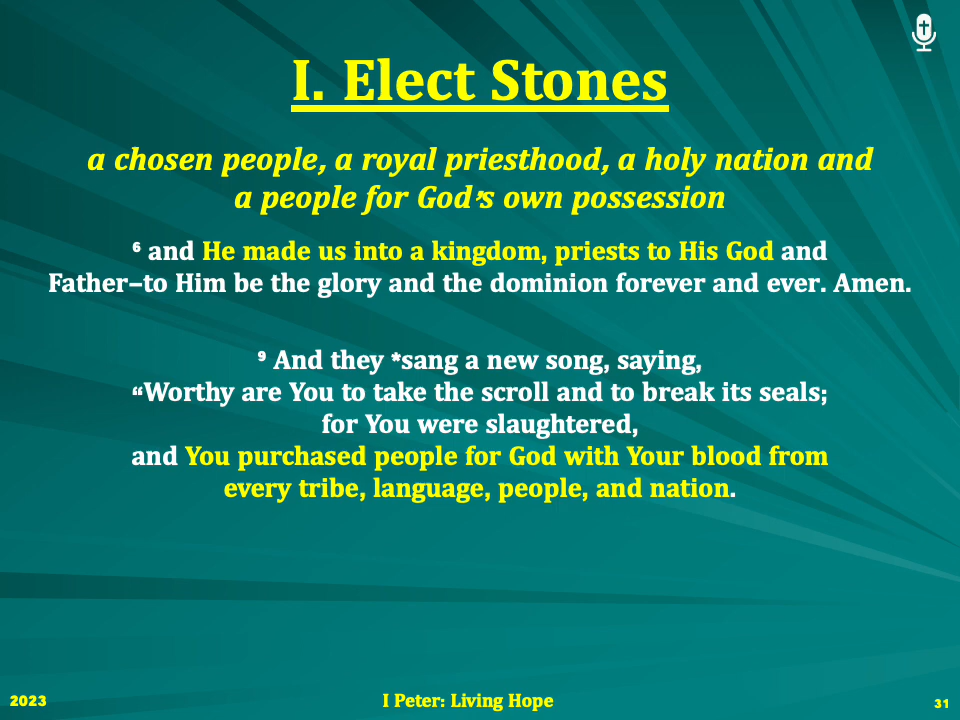 I. Elect Stones
a chosen people, a royal priesthood, a holy nation and
a people for God's own possession
⁶ and He made us into a kingdom, priests to His God and
Father–to Him be the glory and the dominion forever and ever. Amen.
⁹ And they *sang a new song, saying,
“Worthy are You to take the scroll and to break its seals;
for You were slaughtered,
and You purchased people for God with Your blood from
every tribe, language, people, and nation.
2023
I Peter: Living Hope
31